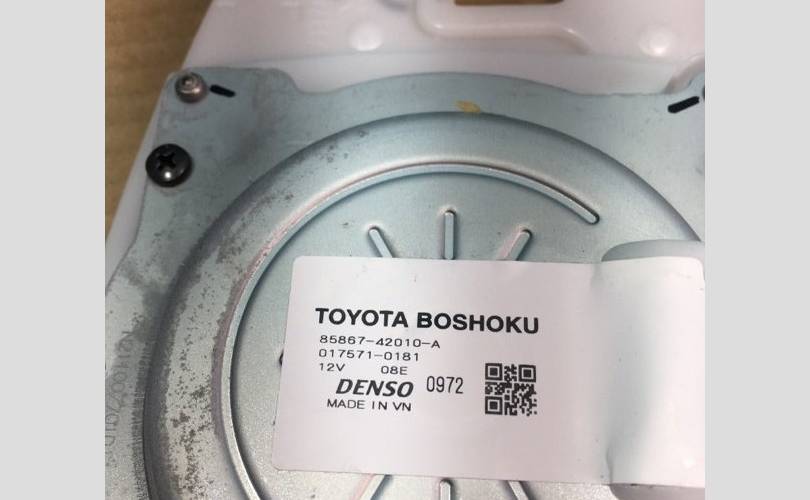 TOYOTA BOSHOKU
85867-42010-A
017571-0181
12V 08E
DENSO 0972
MADE IN VN